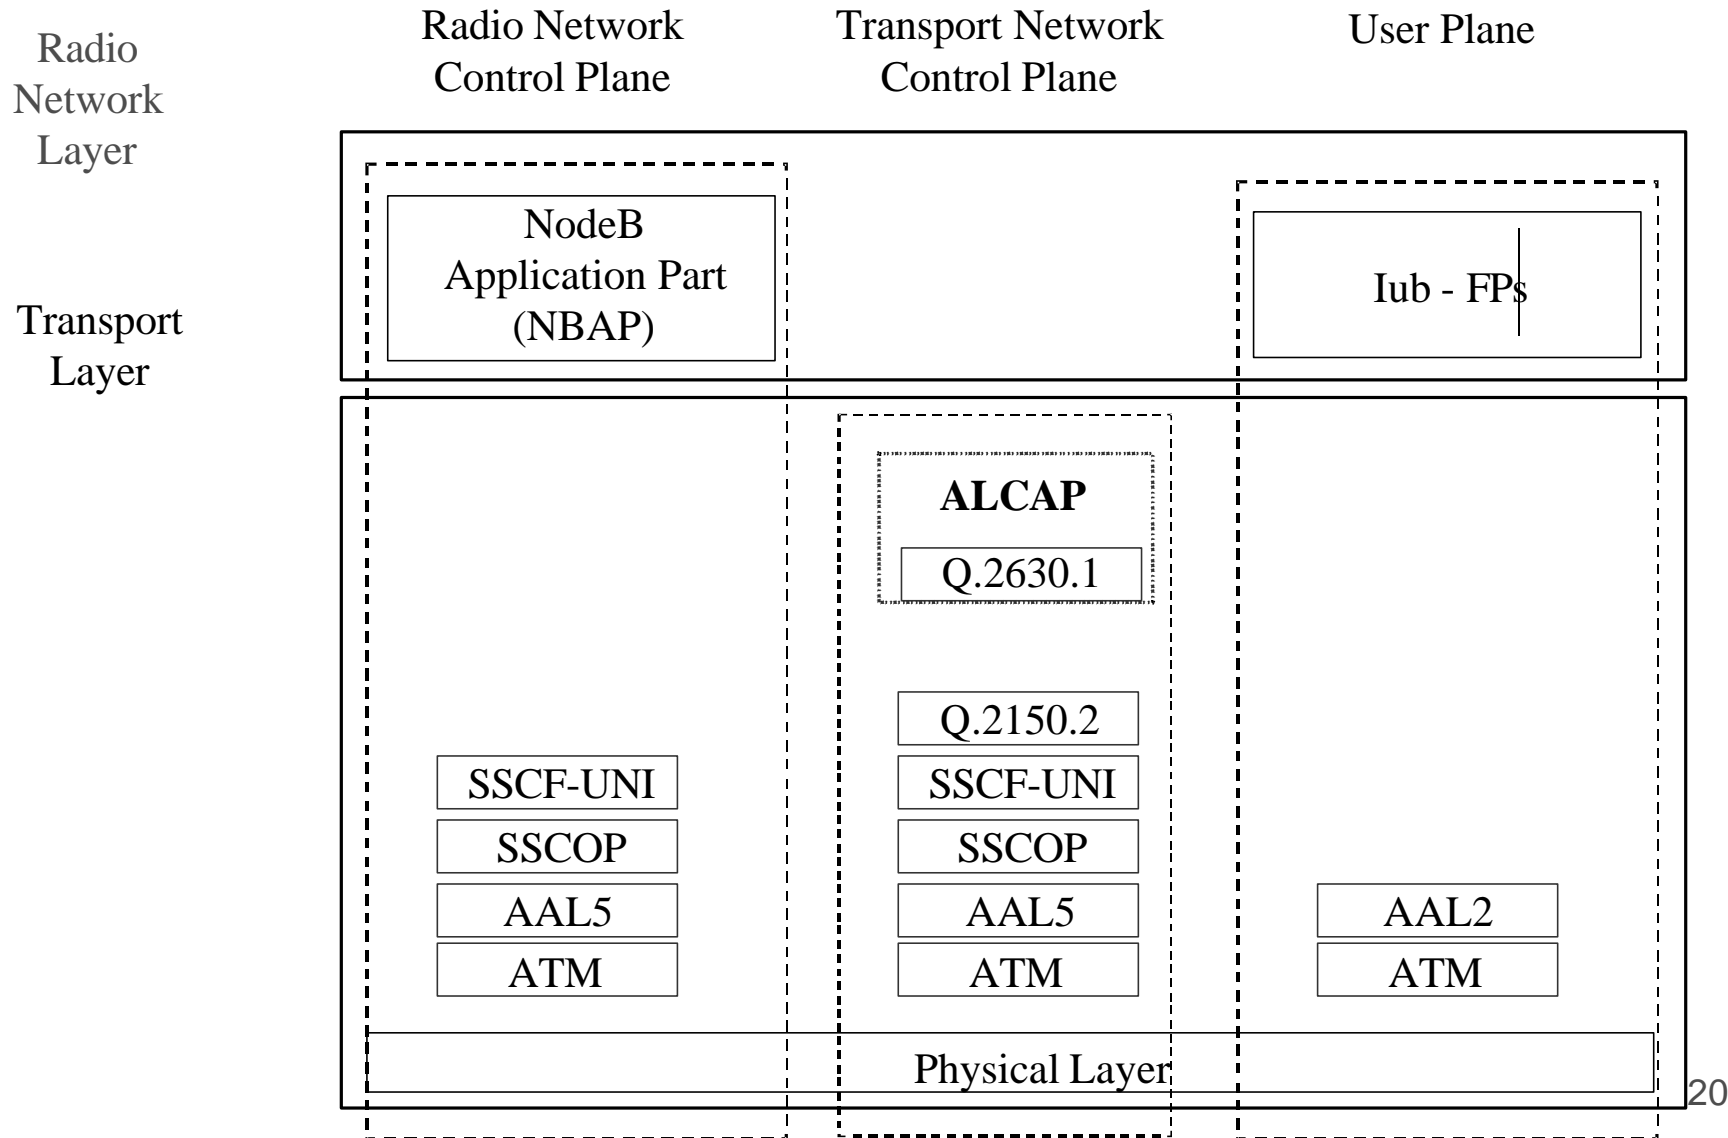 Radio
Network
Layer
Radio Network
Control Plane
Transport Network
Control Plane
User Plane
NodeB
Application Part
(NBAP)
Iub - FPs
Transport
Layer
ALCAP
Q.2630.1
Q.2150.2
SSCF-UNI
SSCF-UNI
SSCOP
SSCOP
AAL5
AAL5
AAL2
ATM
ATM
ATM
Physical Layer
20